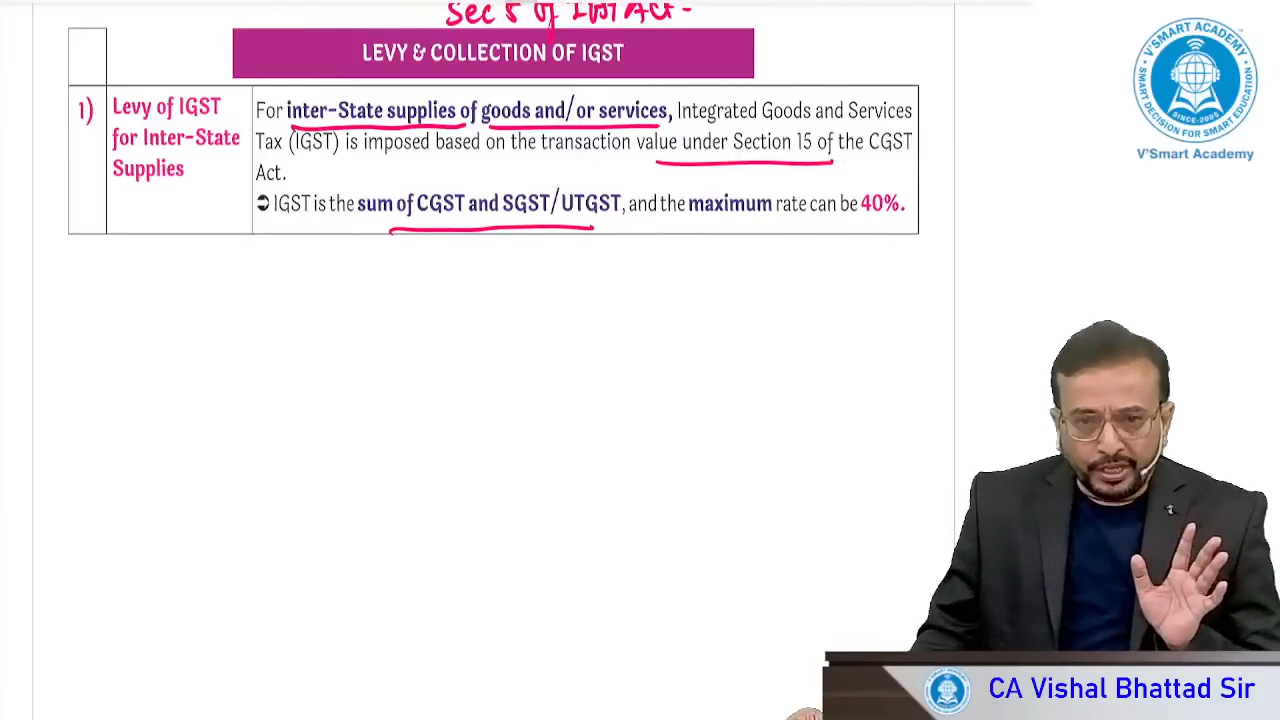 Sec 5 of IGST Act-
LEVY & COLLECTION OF IGST
1)
Levy of IGST
for Inter-State
Supplies
For inter-State supplies of goods and/or services, Integrated Goods and Services
Tax (IGST) is imposed based on the transaction value under Section 15 of the CGST
Act.
➲ IGST is the sum of CGST and SGST/UTGST, and the maximum rate can be 40%.
V'SMART ACADEMY
SMART DECISION FOR SMART EDUCATION
SINCE-2005
V'Smart Academy
CA Vishal Bhattad Sir